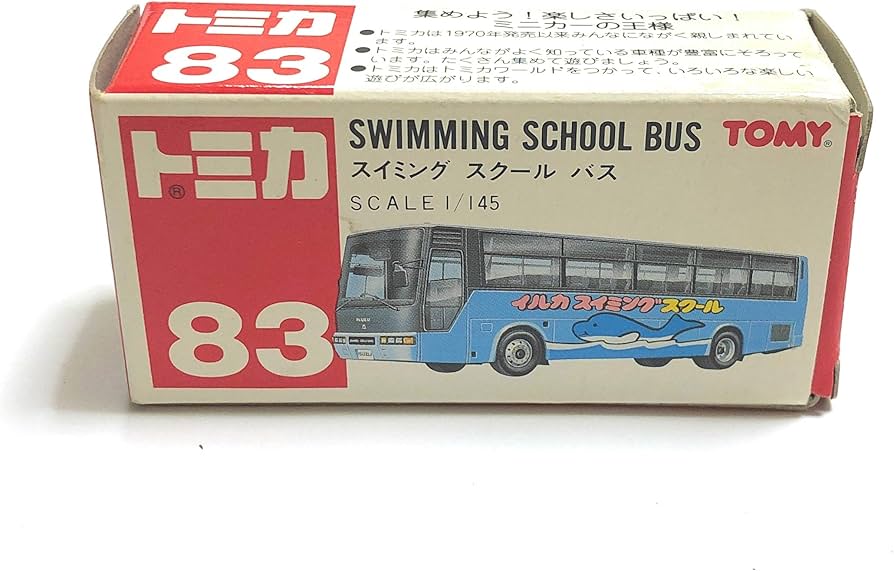 トミカ
83
集めよう！楽しさいっぱい！
ミニカーの王様
●トミカは1970年発売以来みんなにながく親しまれてい
ます。
●トミカはみんながよく知っている車種が豊富にそろって
います。たくさん集めて遊びましょう。
●トミカはトミカワールドをつかって、いろいろな楽しい
遊びが広がります。
トミカ®
83
SWIMMING SCHOOL BUS TOMY®
スイミング スクール バス
SCALE 1/145
イルカ スイミングスクール
ISUZU